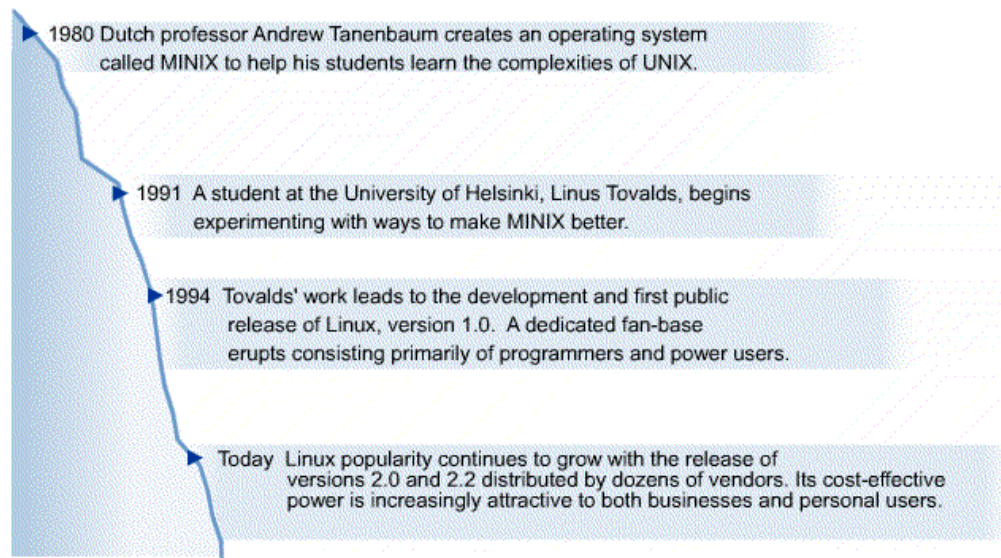 1980 Dutch professor Andrew Tanenbaum creates an operating system
called MINIX to help his students learn the complexities of UNIX.
1991 A student at the University of Helsinki, Linus Tovalds, begins
experimenting with ways to make MINIX better.
1994 Tovalds' work leads to the development and first public
release of Linux, version 1.0. A dedicated fan-base
erupts consisting primarily of programmers and power users.
Today Linux popularity continues to grow with the release of
versions 2.0 and 2.2 distributed by dozens of vendors. Its cost-effective
power is increasingly attractive to both businesses and personal users.